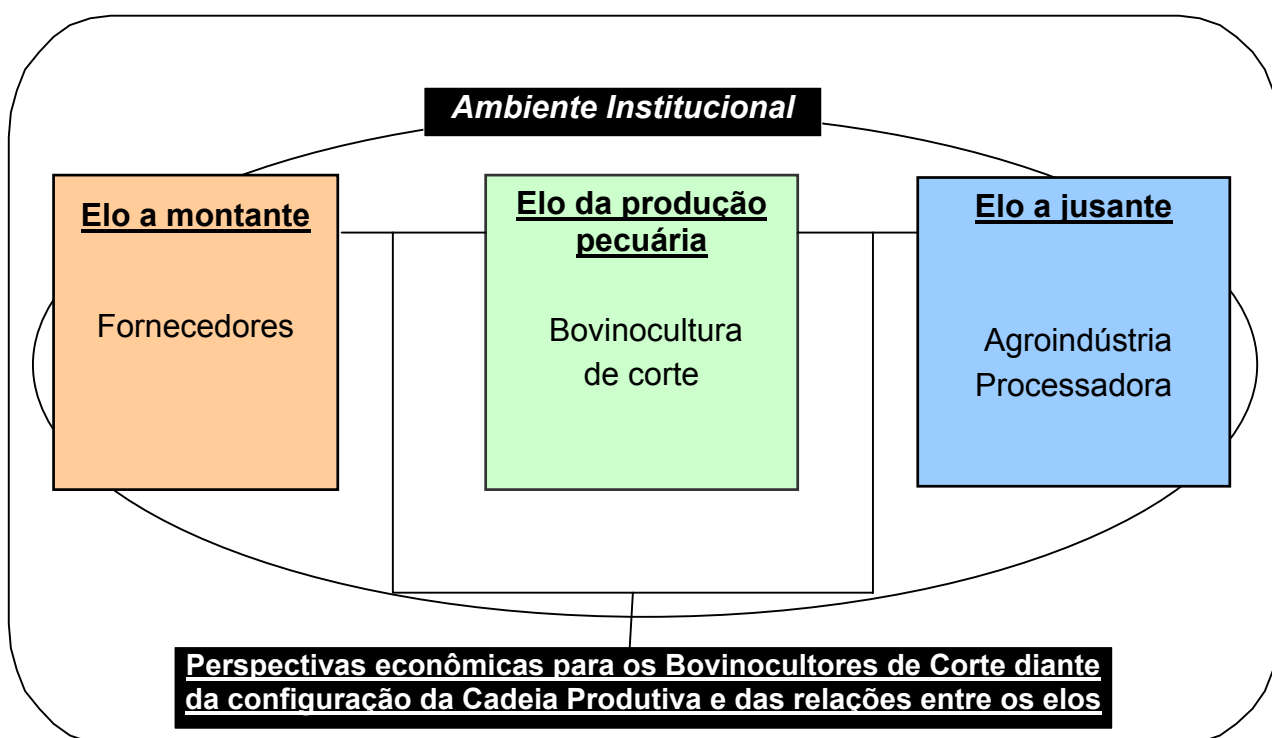 Ambiente Institucional
Elo a montante
Fornecedores
Elo da produção
pecuária
Bovinocultura
de corte
Elo a jusante
Agroindústria
Processadora
Perspectivas econômicas para os Bovinocultores de Corte diante
da configuração da Cadeia Produtiva e das relações entre os elos